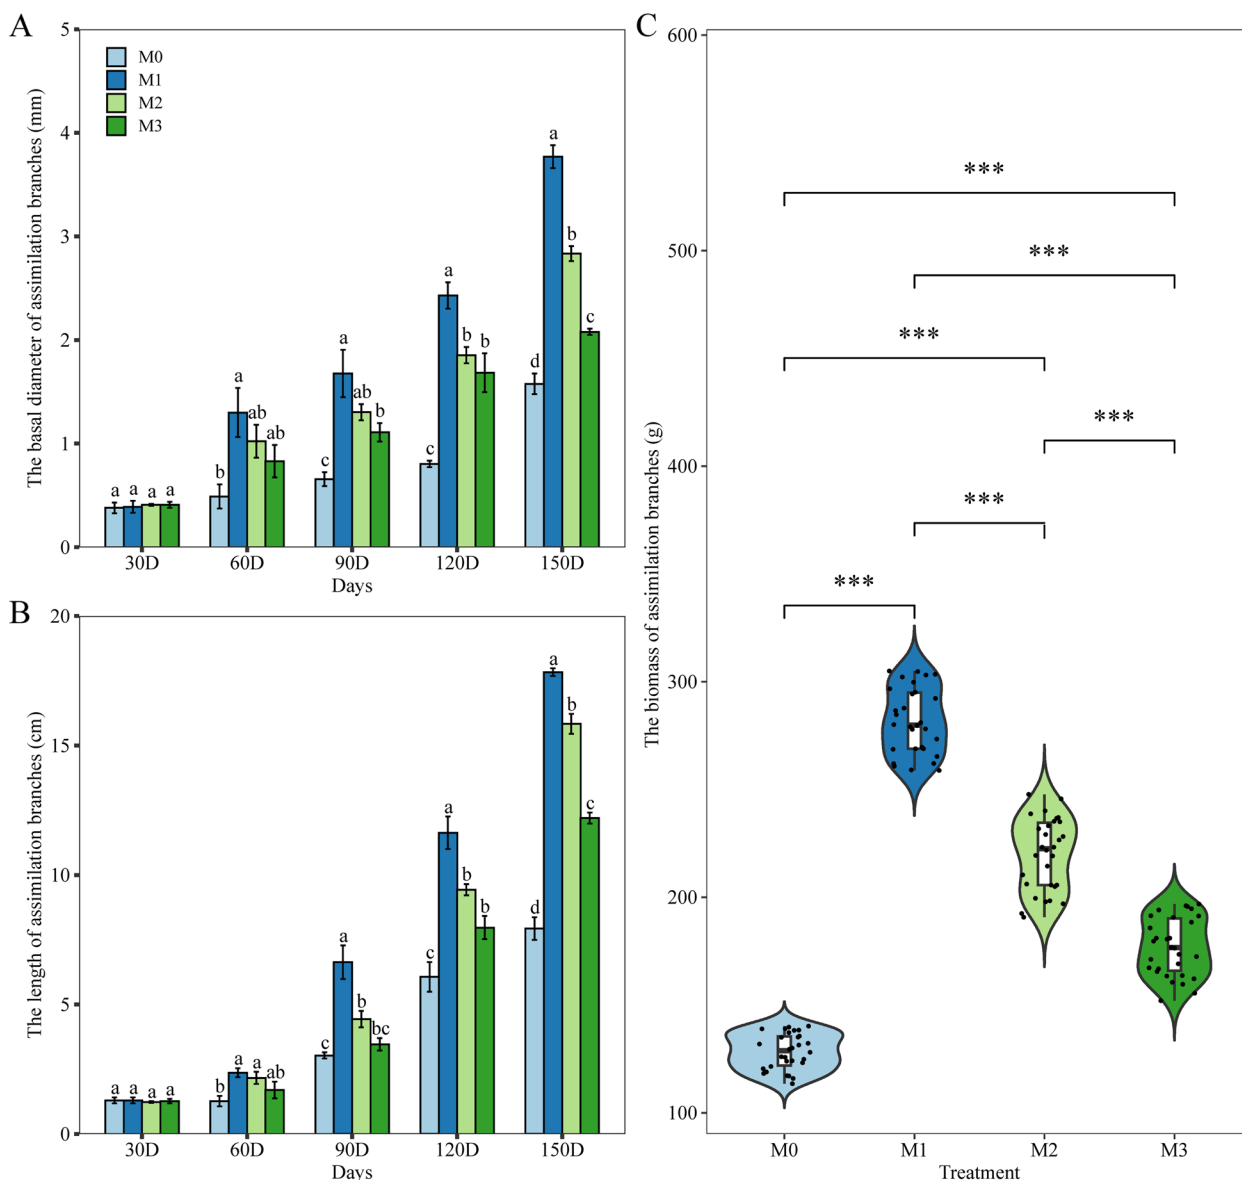 A
The basal diameter of assimilation branches (mm)
5
4
3
2
1
0
M0
M1
M2
M3
a a a a
b a ab ab
c a ab b
c a b b
d a b c
30D 60D 90D 120D 150D
Days
B
The length of assimilation branches (cm)
20
15
10
5
0
a a a a
b a a ab
c a b bc
c a b b
d a b c
30D 60D 90D 120D 150D
Days
C
The biomass of assimilation branches (g)
600
500
400
300
200
100
***
***
***
***
***
***
M0 M1 M2 M3
Treatment